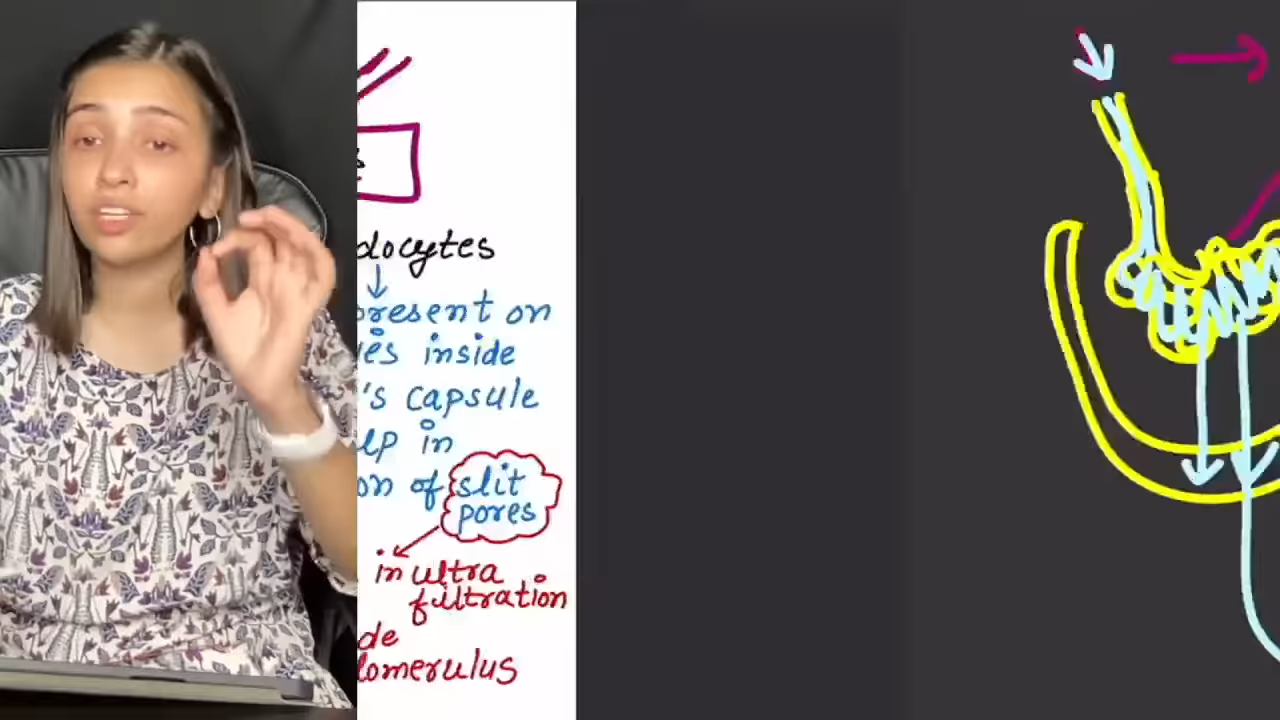 docytes
present on
es inside
's capsule
lp in
on of slit
pores
in ultra
filtration
de
lomerulus